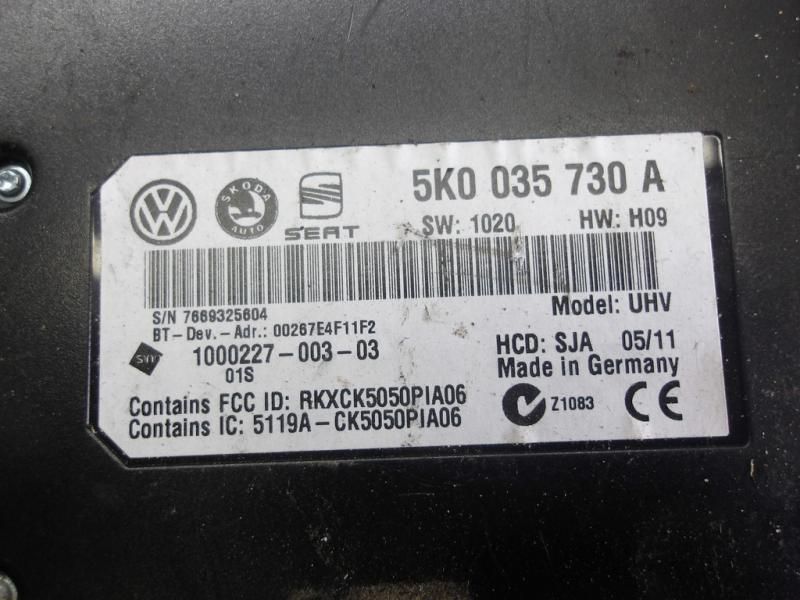 5K0 035 730 A
SKODA
AUTO
SEAT
SW: 1020 HW: H09
S/N 7669325604
Model: UHV
BT-Dev.-Adr.: 00267E4F11F2
1000227-003-03
01S
HCD: SJA 05/11
Made in Germany
Contains FCC ID: RKXCK5050PIA06
Contains IC: 5119A-CK5050PIA06
Z1083 CE